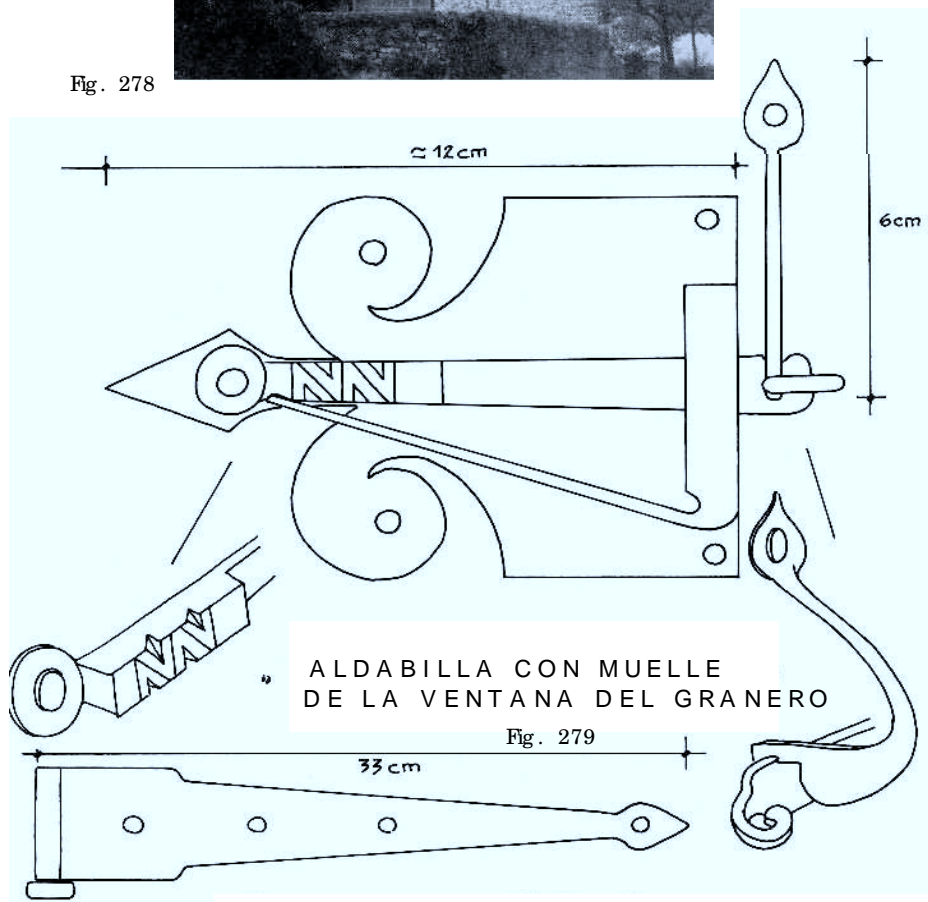 Fig. 278
≃ 12cm
6cm
ALDABILLA CON MUELLE
DE LA VENTANA DEL GRANERO
Fig. 279
33cm